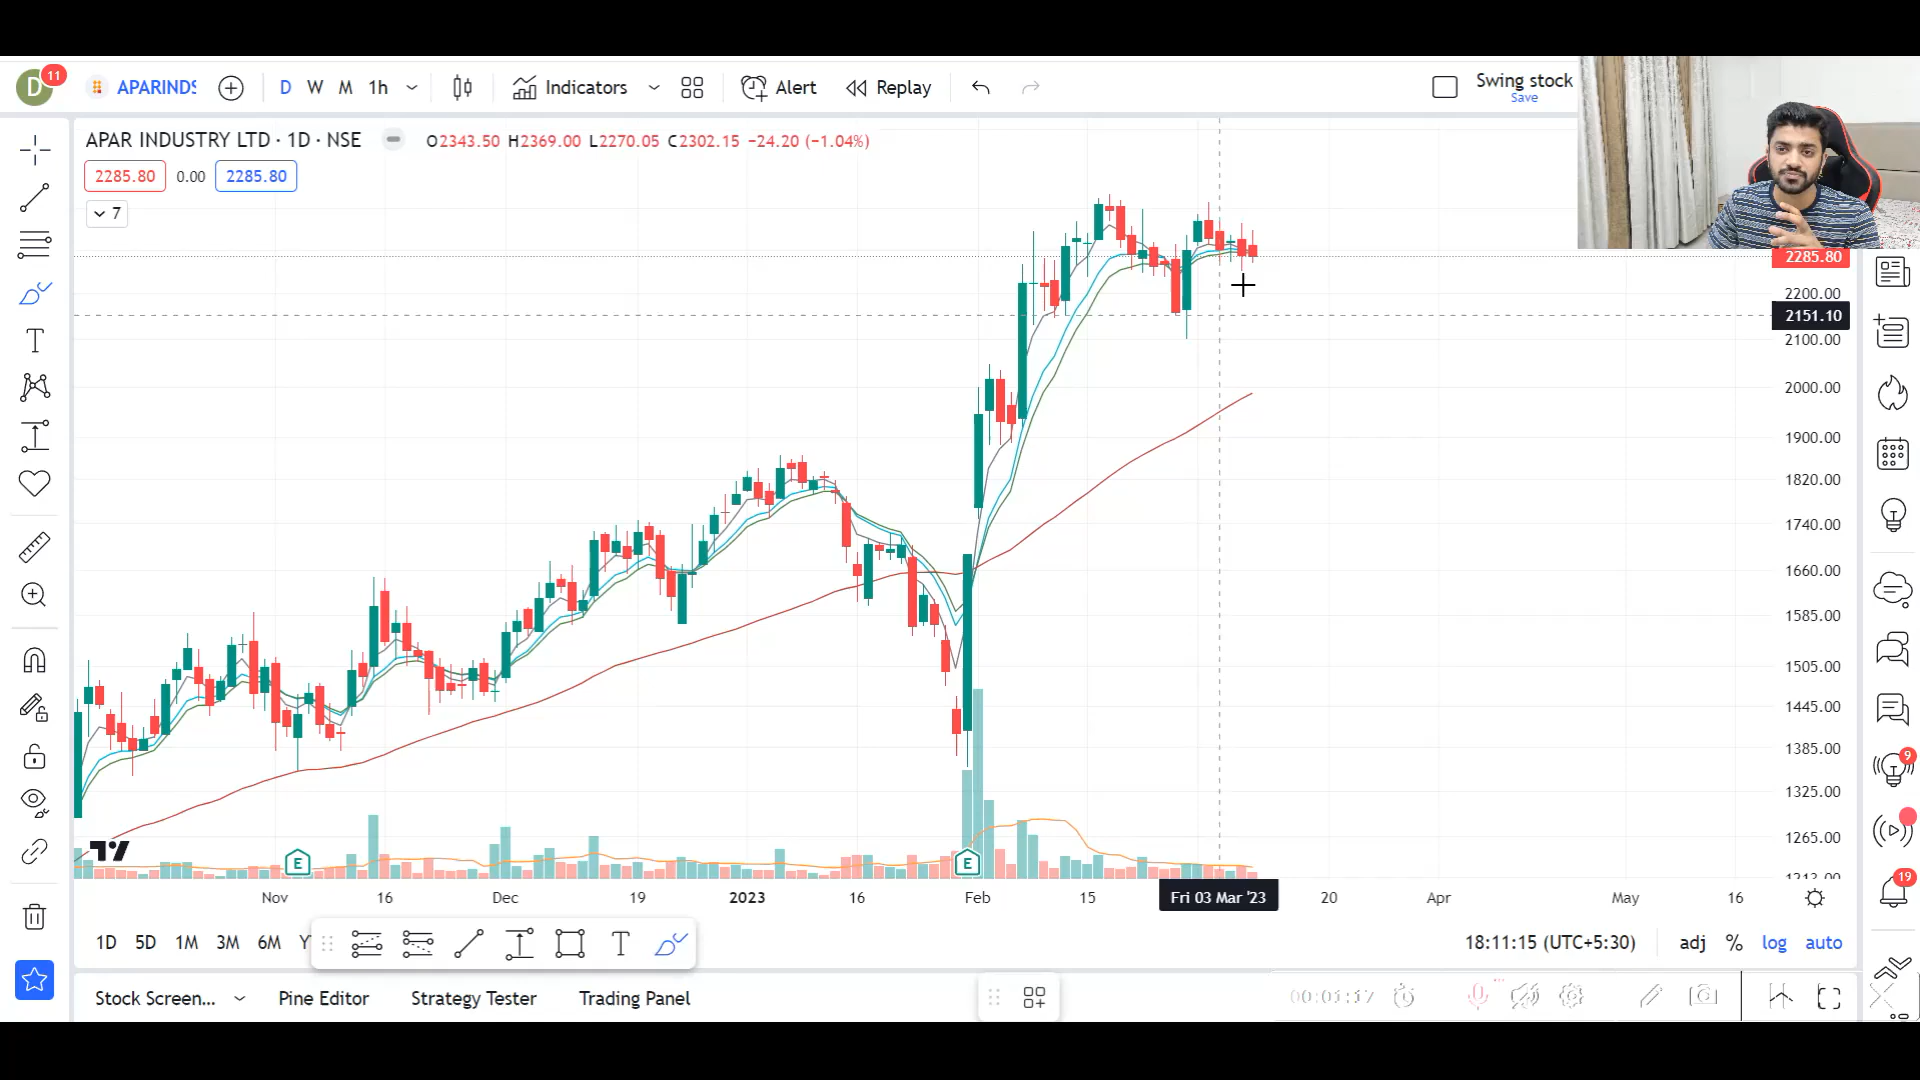 D
11
APARINDS
D W M 1h
Indicators
Alert
Replay
Swing stock
Save
APAR INDUSTRY LTD · 1D · NSE
O2343.50 H2369.00 L2270.05 C2302.15 −24.20 (−1.04%)
2285.80 0.00 2285.80
7
2285.80
2200.00
2151.10
2100.00
2000.00
1900.00
1820.00
1740.00
1660.00
1585.00
1505.00
1445.00
1385.00
1325.00
1265.00
E
E
Nov 16 Dec 19 2023 16 Feb 15 Fri 03 Mar '23 20 Apr May 16
9
19
1D 5D 1M 3M 6M
T
18:11:15 (UTC+5:30)
adj % log auto
Stock Screen...
Pine Editor
Strategy Tester
Trading Panel
00:01:17